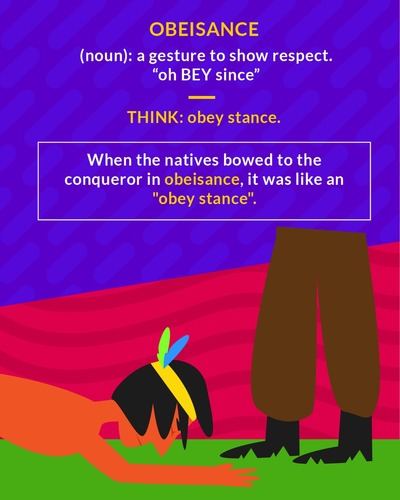 OBEISANCE
(noun): a gesture to show respect.
“oh BEY since”
THINK: obey stance.
When the natives bowed to the
conqueror in obeisance, it was like an
"obey stance".